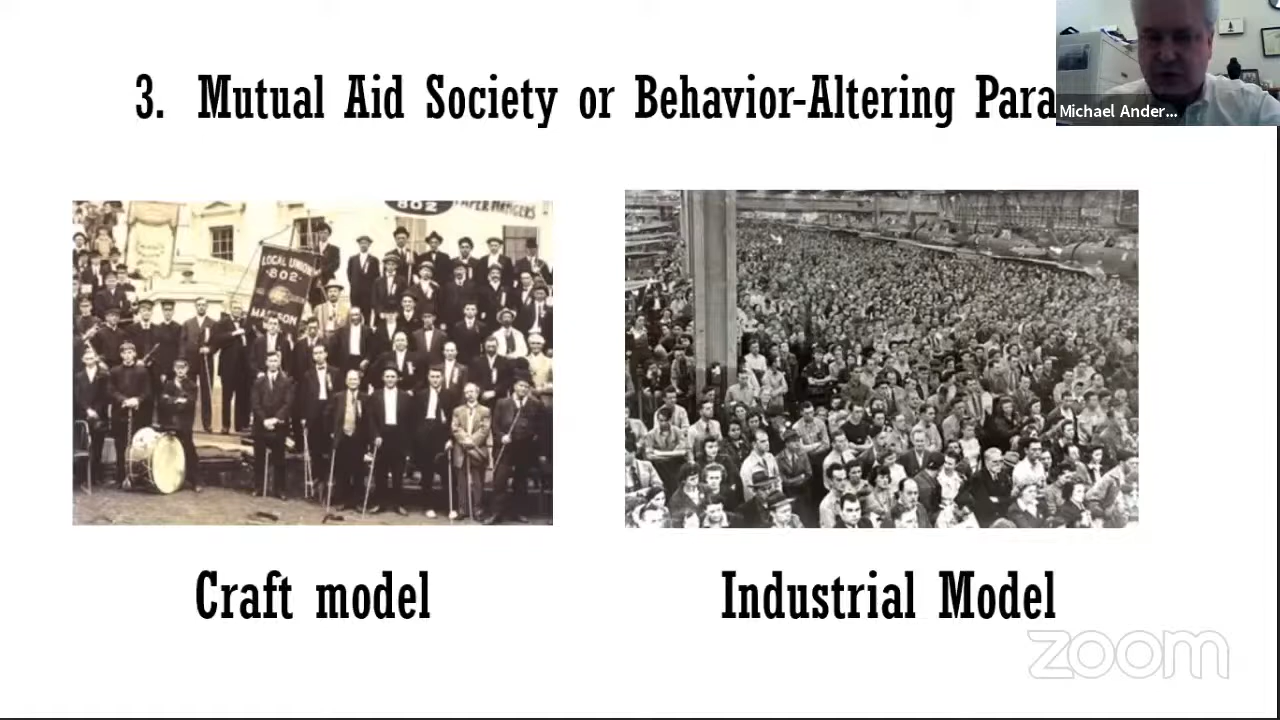 3. Mutual Aid Society or Behavior-Altering Para
Michael Ander...
802
LOCAL UNION
802
Craft model
Industrial Model
zoom